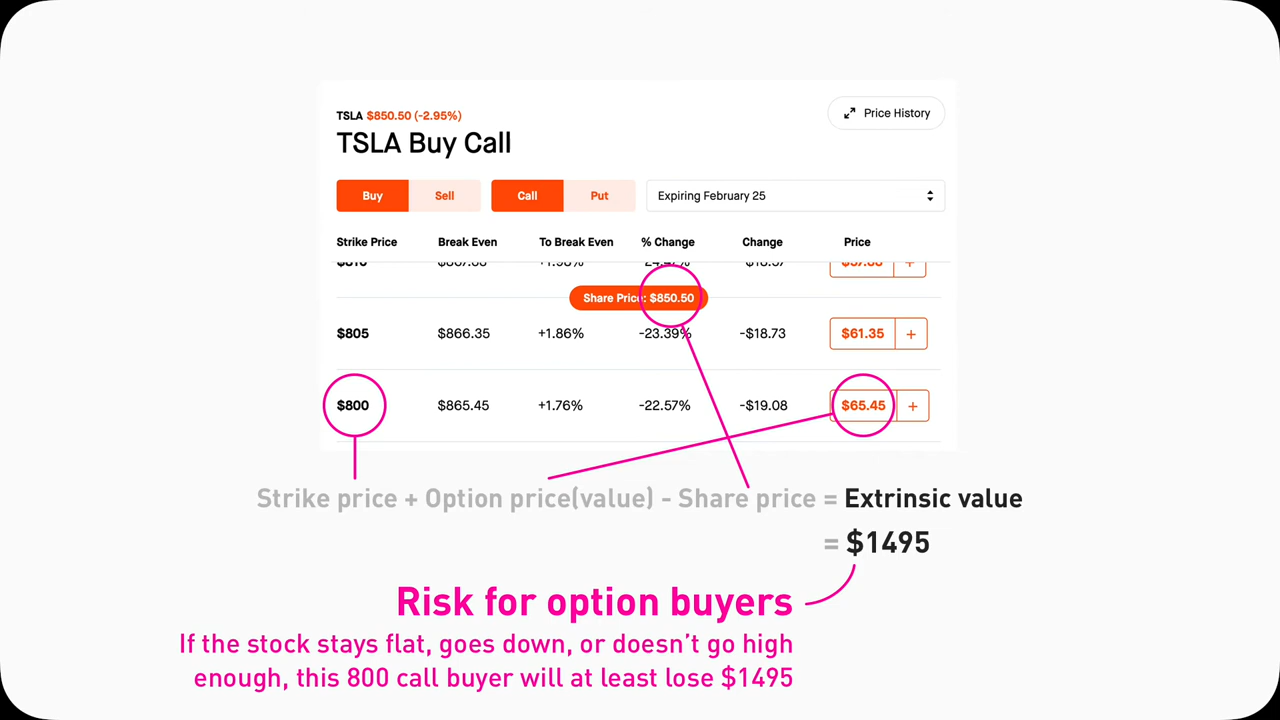 TSLA $850.50 (-2.95%)
Price History
TSLA Buy Call
Buy Sell Call Put Expiring February 25
Strike Price Break Even To Break Even % Change Change Price
Share Price: $850.50
$805 $866.35 +1.86% -23.39% -$18.73 $61.35 +
$800 $865.45 +1.76% -22.57% -$19.08 $65.45 +
Strike price + Option price(value) - Share price = Extrinsic value
= $1495
Risk for option buyers
If the stock stays flat, goes down, or doesn’t go high
enough, this 800 call buyer will at least lose $1495